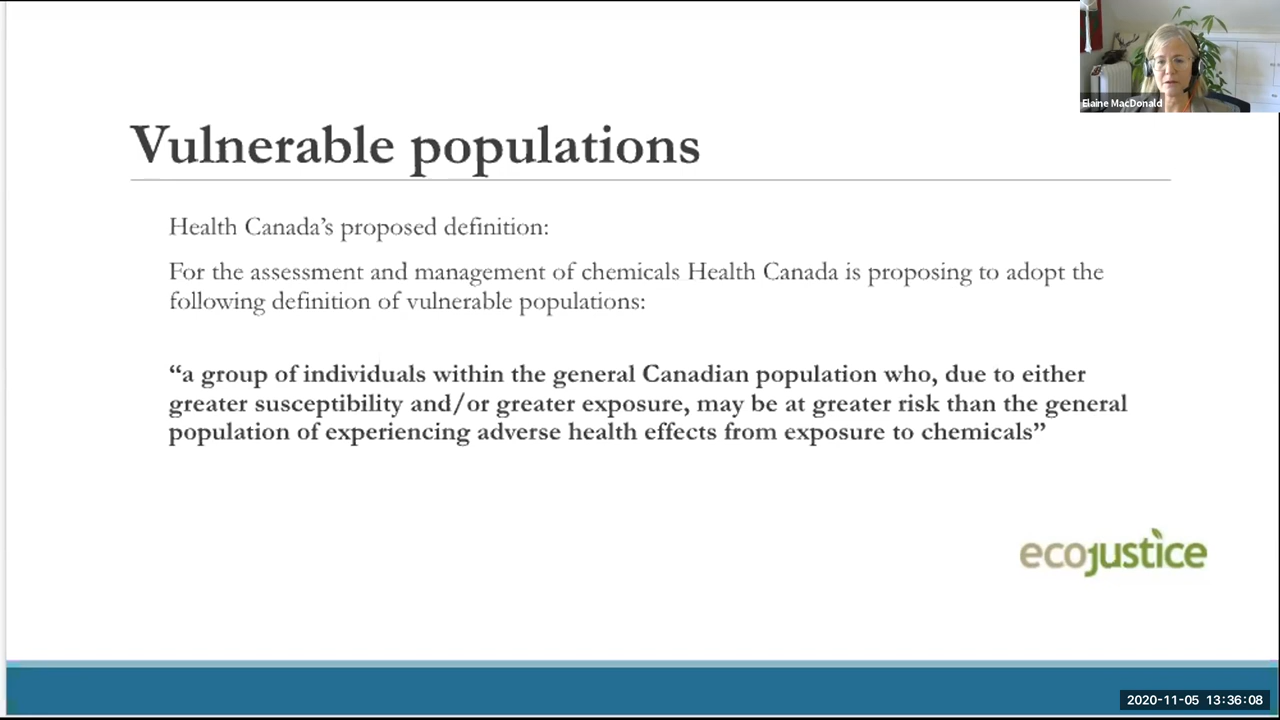 Elaine MacDonald
Vulnerable populations
Health Canada’s proposed definition:
For the assessment and management of chemicals Health Canada is proposing to adopt the
following definition of vulnerable populations:
“a group of individuals within the general Canadian population who, due to either
greater susceptibility and/or greater exposure, may be at greater risk than the general
population of experiencing adverse health effects from exposure to chemicals”
ecojustice
2020-11-05 13:36:08